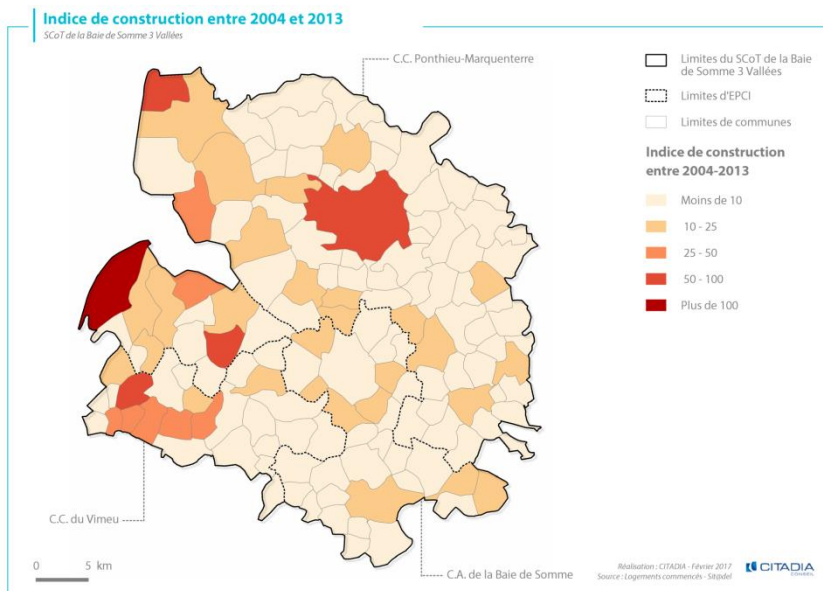 Indice de construction entre 2004 et 2013
SCoT de la Baie de Somme 3 Vallées
C.C. Ponthieu-Marquenterre
Limites du SCoT de la Baie
de Somme 3 Vallées
Limites d'EPCI
Limites de communes
Indice de construction
entre 2004-2013
Moins de 10
10 - 25
25 - 50
50 - 100
Plus de 100
C.C. du Vimeu
C.A. de la Baie de Somme
0 5 km
Réalisation : CITADIA - Février 2017
Source : Logements commencés - Sit@del
CITADIA
CONSEIL